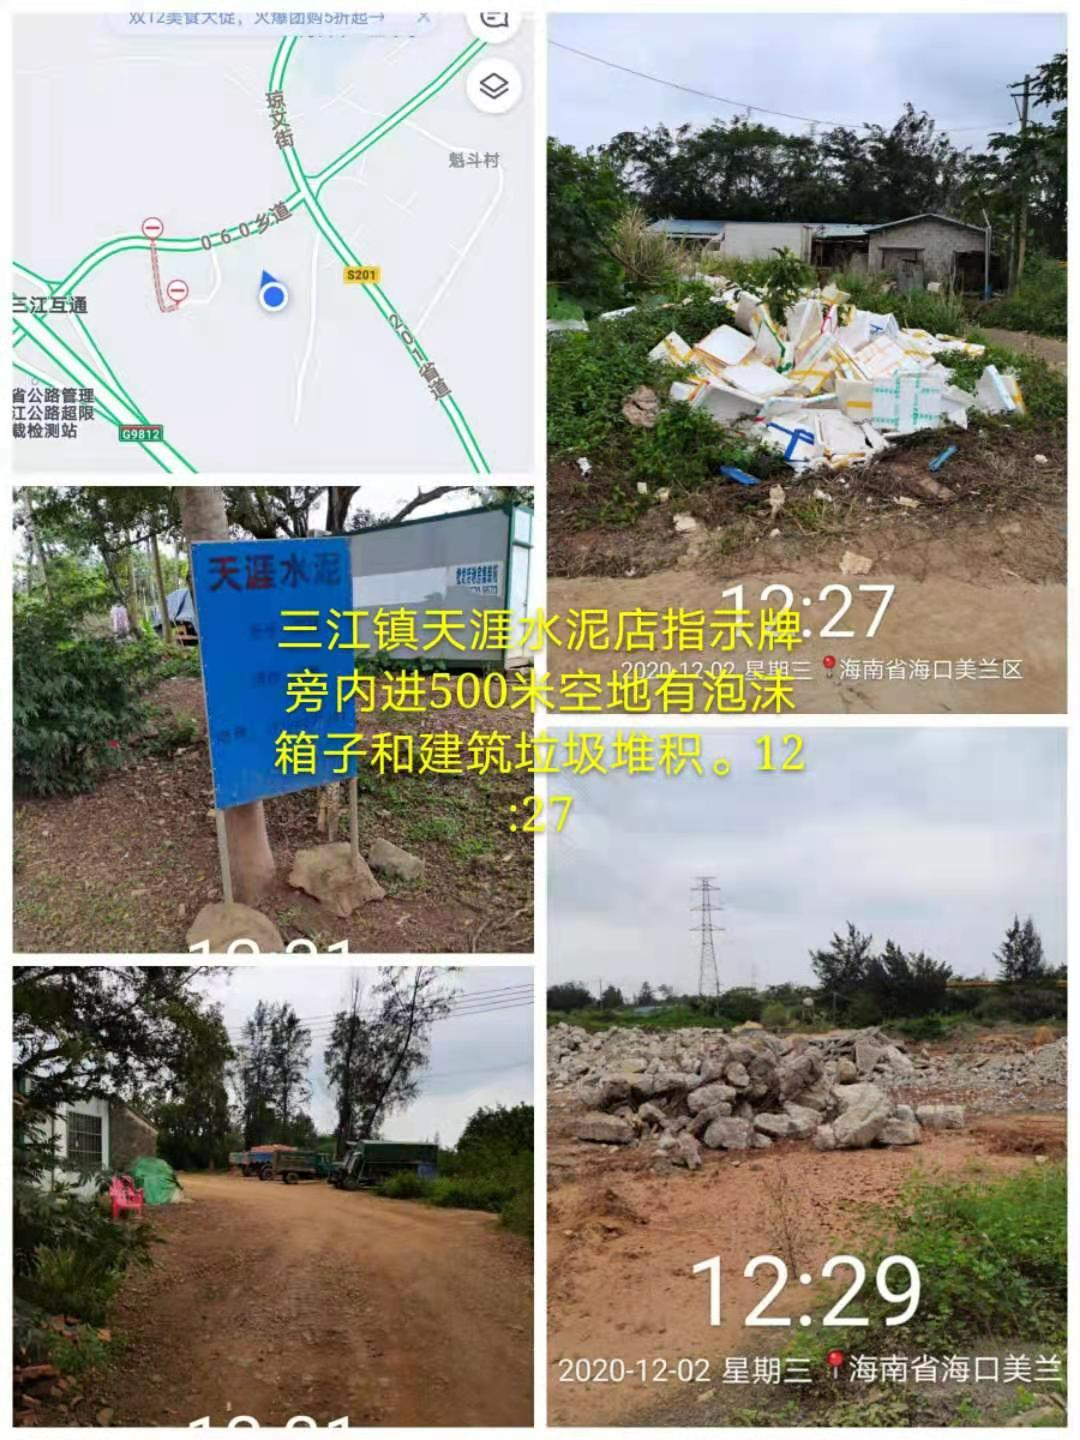 双12美食大促，火爆团购5折起→ ×
琼文街
魁斗村
060乡道
S201
三江互通
201省道
省公路管理
江公路超限
载检测站
G9812
12:27
2020-12-02 星期三 海南省海口美兰区
天涯水泥
三江镇天涯水泥店指示牌
旁内进500米空地有泡沫
箱子和建筑垃圾堆积。12
:27
12:29
2020-12-02 星期三 海南省海口美兰